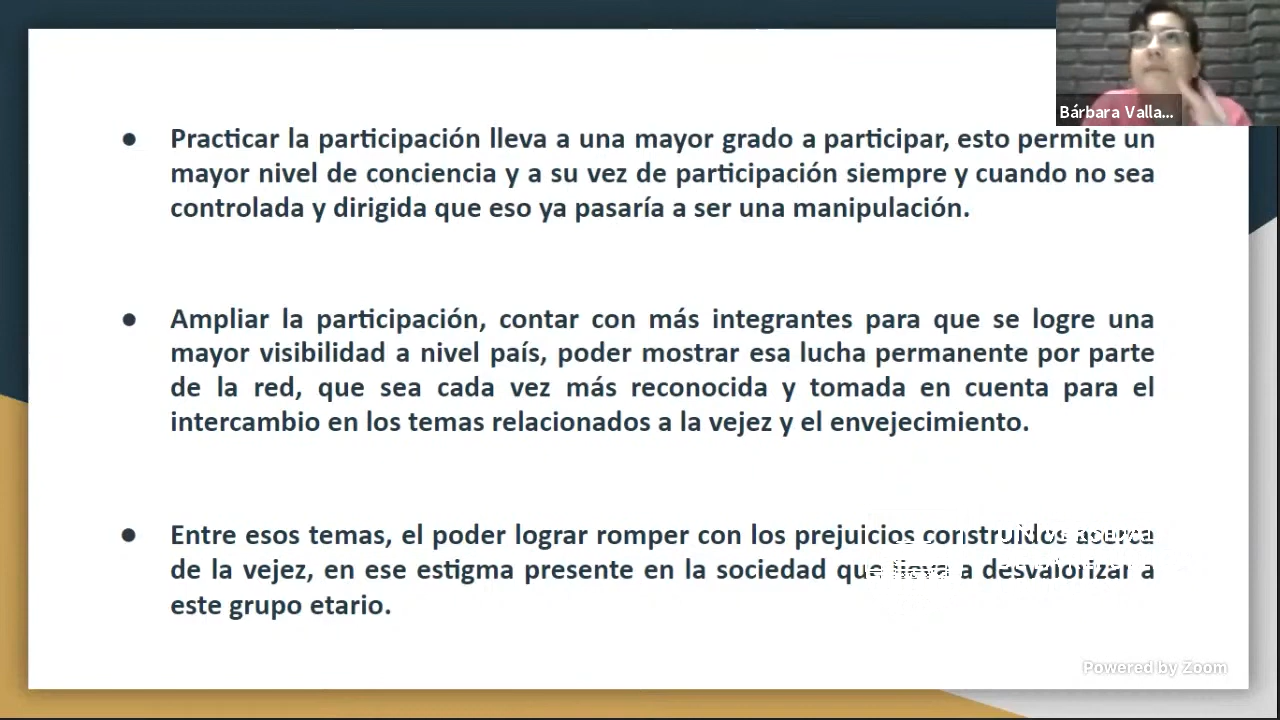 Bárbara Valla...
● Practicar la participación lleva a una mayor grado a participar, esto permite un
mayor nivel de conciencia y a su vez de participación siempre y cuando no sea
controlada y dirigida que eso ya pasaría a ser una manipulación.
● Ampliar la participación, contar con más integrantes para que se logre una
mayor visibilidad a nivel país, poder mostrar esa lucha permanente por parte
de la red, que sea cada vez más reconocida y tomada en cuenta para el
intercambio en los temas relacionados a la vejez y el envejecimiento.
● Entre esos temas, el poder lograr romper con los prejuicios construidos acerca
de la vejez, en ese estigma presente en la sociedad que lleva a desvalorizar a
este grupo etario.
Powered by Zoom